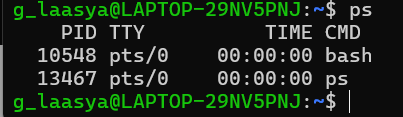 g_laasya@LAPTOP-29NV5PNJ:~$ ps
    PID TTY          TIME CMD
  10548 pts/0    00:00:00 bash
  13467 pts/0    00:00:00 ps
g_laasya@LAPTOP-29NV5PNJ:~$